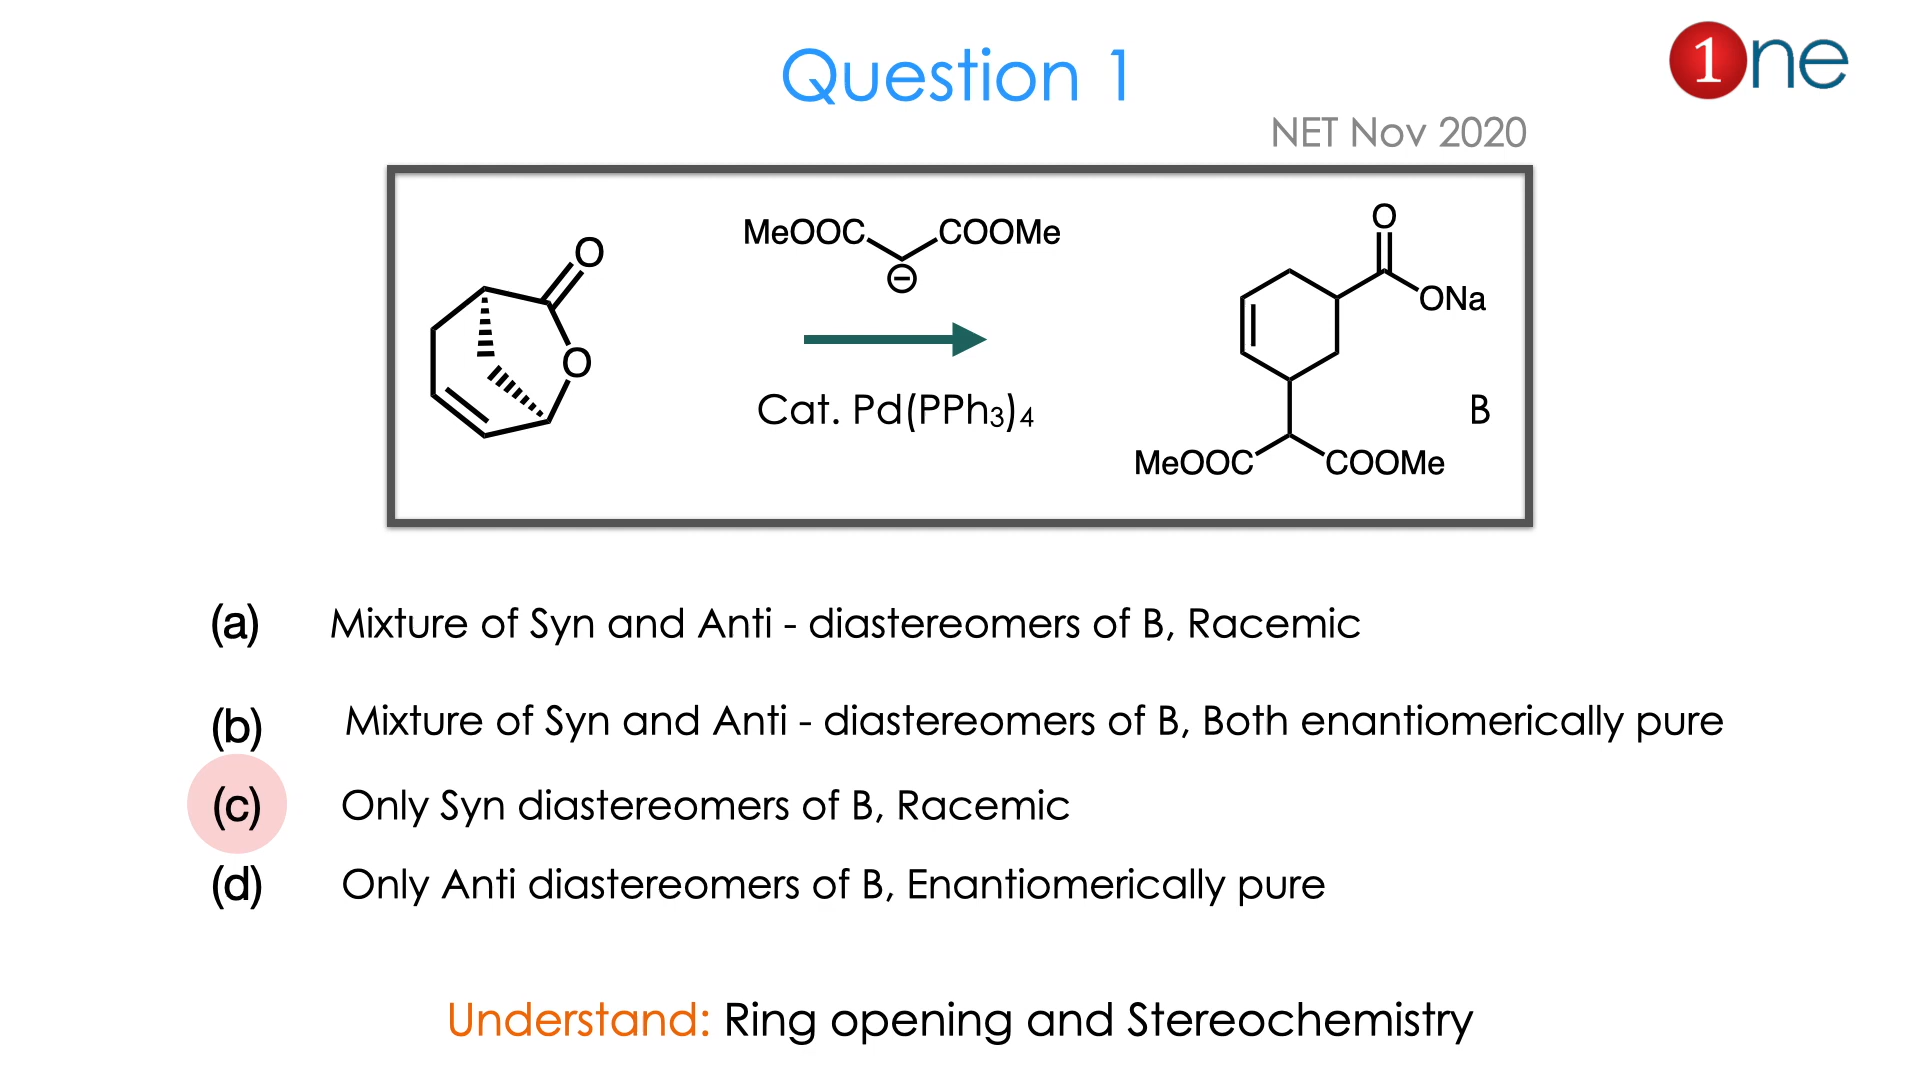 Question 1
1ne
NET Nov 2020
MeOOC COOMe
⊖
O
O
Cat. Pd(PPh₃)₄
O
ONa
B
MeOOC COOMe
(a) Mixture of Syn and Anti - diastereomers of B, Racemic
(b) Mixture of Syn and Anti - diastereomers of B, Both enantiomerically pure
(c) Only Syn diastereomers of B, Racemic
(d) Only Anti diastereomers of B, Enantiomerically pure
Understand: Ring opening and Stereochemistry